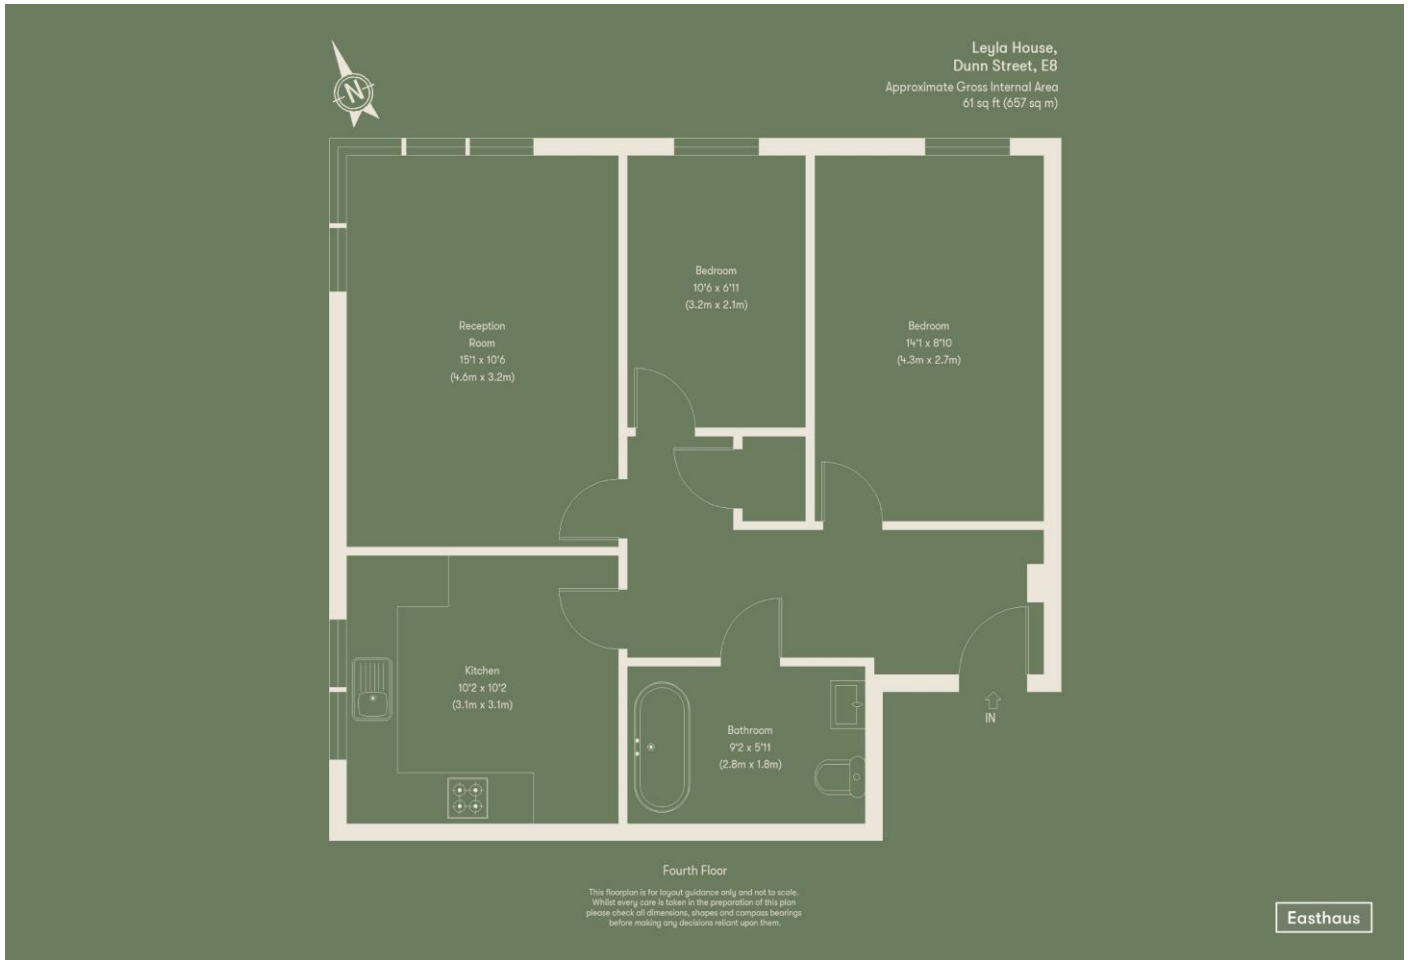 N
Leyla House,
Dunn Street, E8
Approximate Gross Internal Area
61 sq ft (657 sq m)
Bedroom
10'6 x 6'11
(3.2m x 2.1m)
Reception
Room
15'1 x 10'6
(4.6m x 3.2m)
Bedroom
14'1 x 8'10
(4.3m x 2.7m)
Kitchen
10'2 x 10'2
(3.1m x 3.1m)
Bathroom
9'2 x 5'11
(2.8m x 1.8m)
IN
Fourth Floor
This floorplan is for layout guidance only and not to scale.
Whilst every care is taken in the preparation of this plan
please check all dimensions, shapes and compass bearings
before making any decisions reliant upon them.
Easthaus